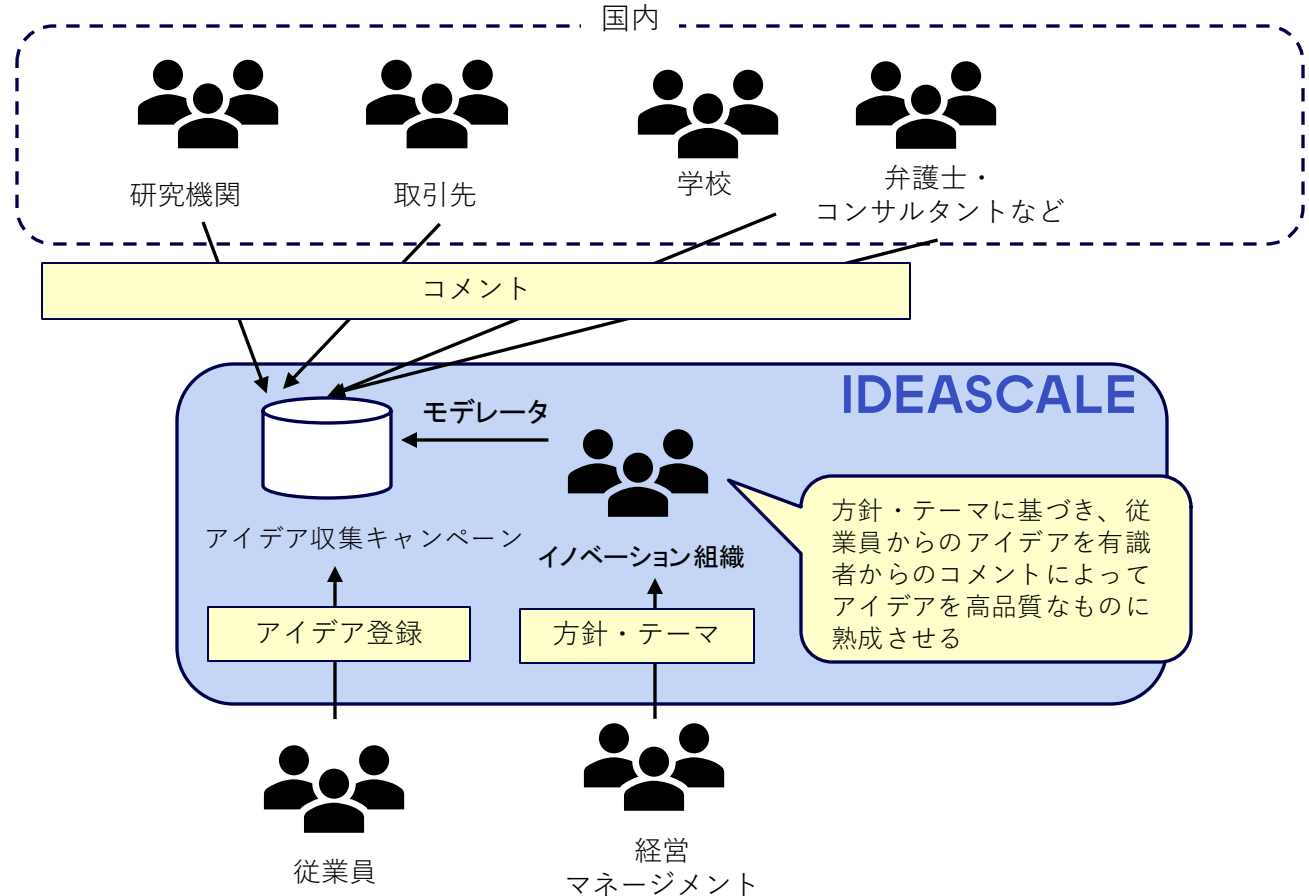 国内
研究機関
取引先
学校
弁護士・
コンサルタントなど
コメント
IDEASCALE
モデレータ
アイデア収集キャンペーン
イノベーション組織
方針・テーマに基づき、従
業員からのアイデアを有識
者からのコメントによって
アイデアを高品質なものに
熟成させる
アイデア登録
方針・テーマ
従業員
経営
マネージメント